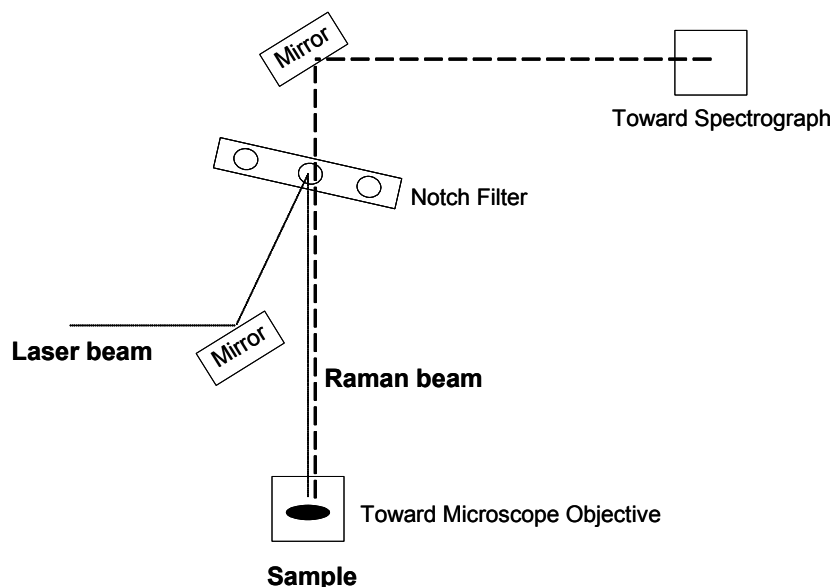 Mirror
Toward Spectrograph
Notch Filter
Laser beam
Mirror
Raman beam
Toward Microscope Objective
Sample